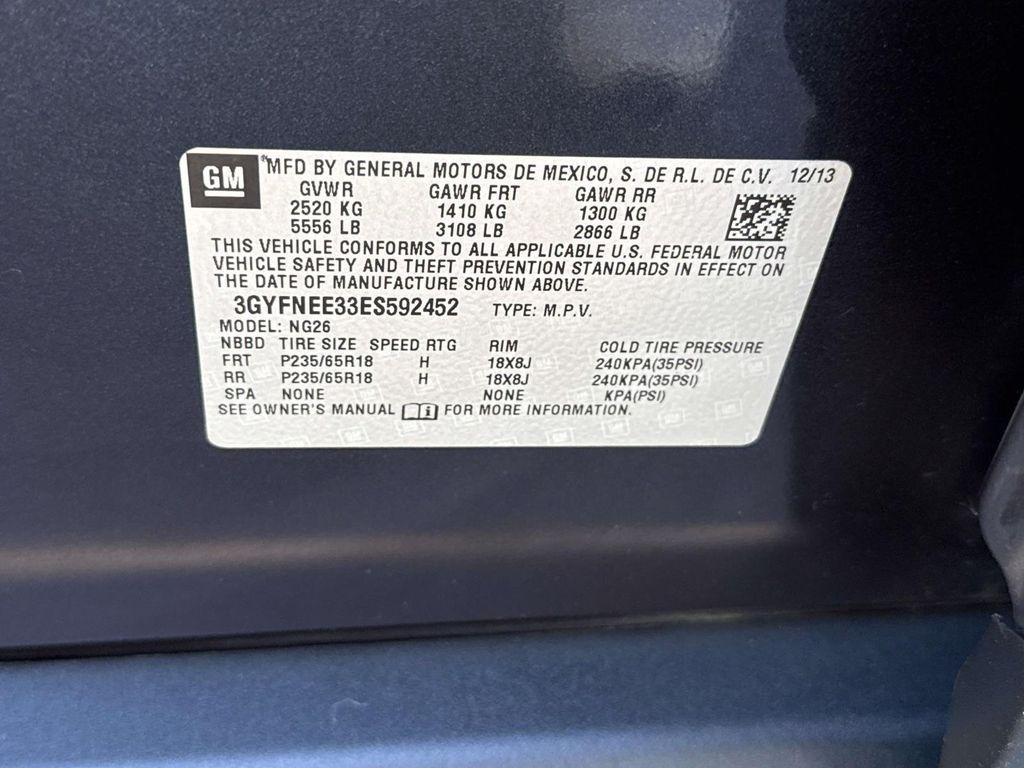 GM
MFD BY GENERAL MOTORS DE MEXICO, S. DE R.L. DE C.V. 12/13
GVWR GAWR FRT GAWR RR
2520 KG 1410 KG 1300 KG
5556 LB 3108 LB 2866 LB
THIS VEHICLE CONFORMS TO ALL APPLICABLE U.S. FEDERAL MOTOR
VEHICLE SAFETY AND THEFT PREVENTION STANDARDS IN EFFECT ON
THE DATE OF MANUFACTURE SHOWN ABOVE.
3GYFNEE33ES592452 TYPE: M.P.V.
MODEL: NG26
NBBD TIRE SIZE SPEED RTG RIM COLD TIRE PRESSURE
FRT P235/65R18 H 18X8J 240KPA(35PSI)
RR P235/65R18 H 18X8J 240KPA(35PSI)
SPA NONE NONE KPA(PSI)
SEE OWNER'S MANUAL i FOR MORE INFORMATION.